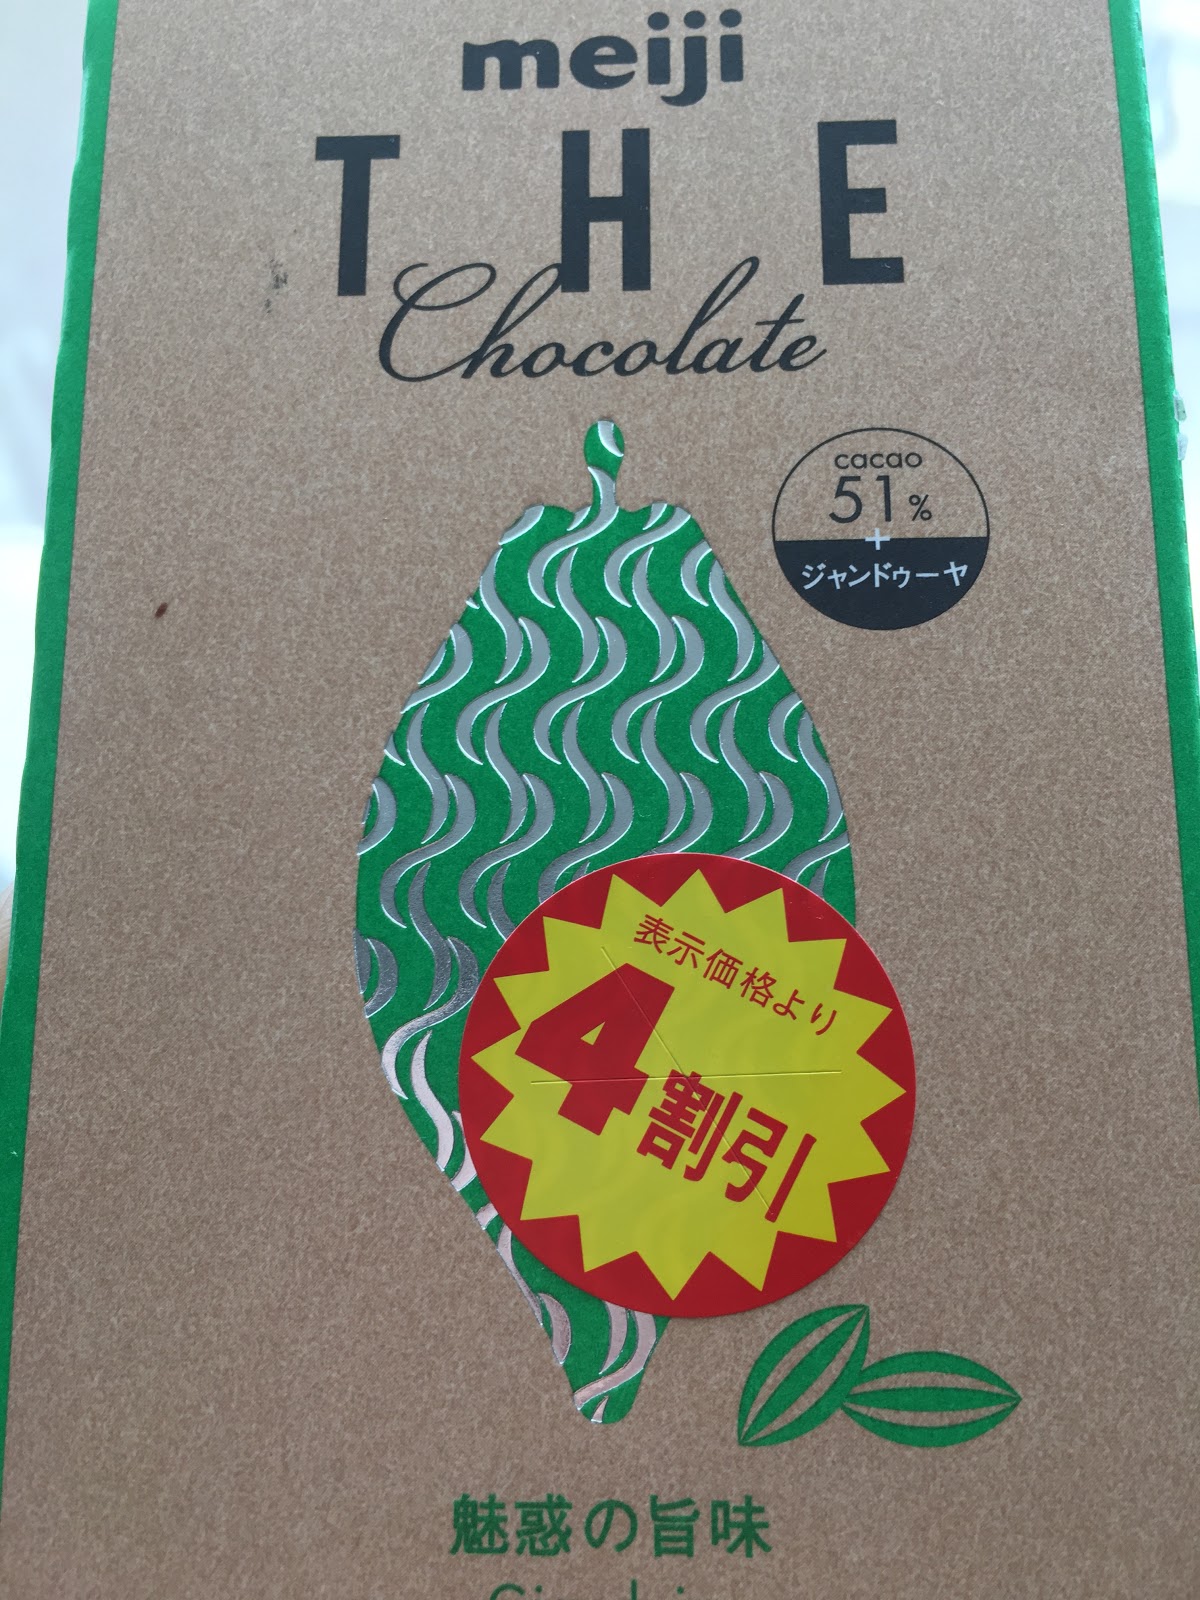 meiji
THE
Chocolate
cacao
51%
+
ジャンドゥーヤ
表示価格より
4割引
魅惑の旨味